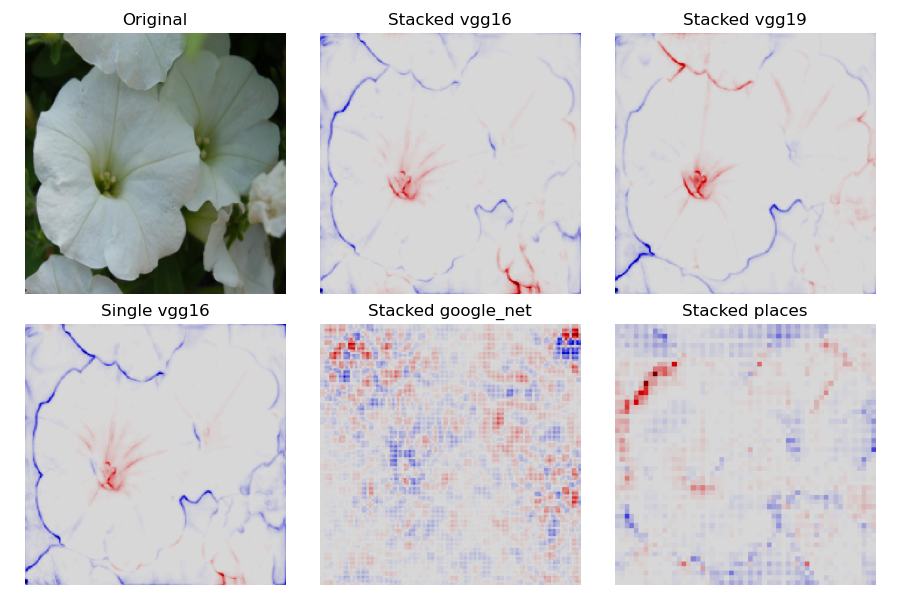 Original
Stacked vgg16
Stacked vgg19
Single vgg16
Stacked google_net
Stacked places